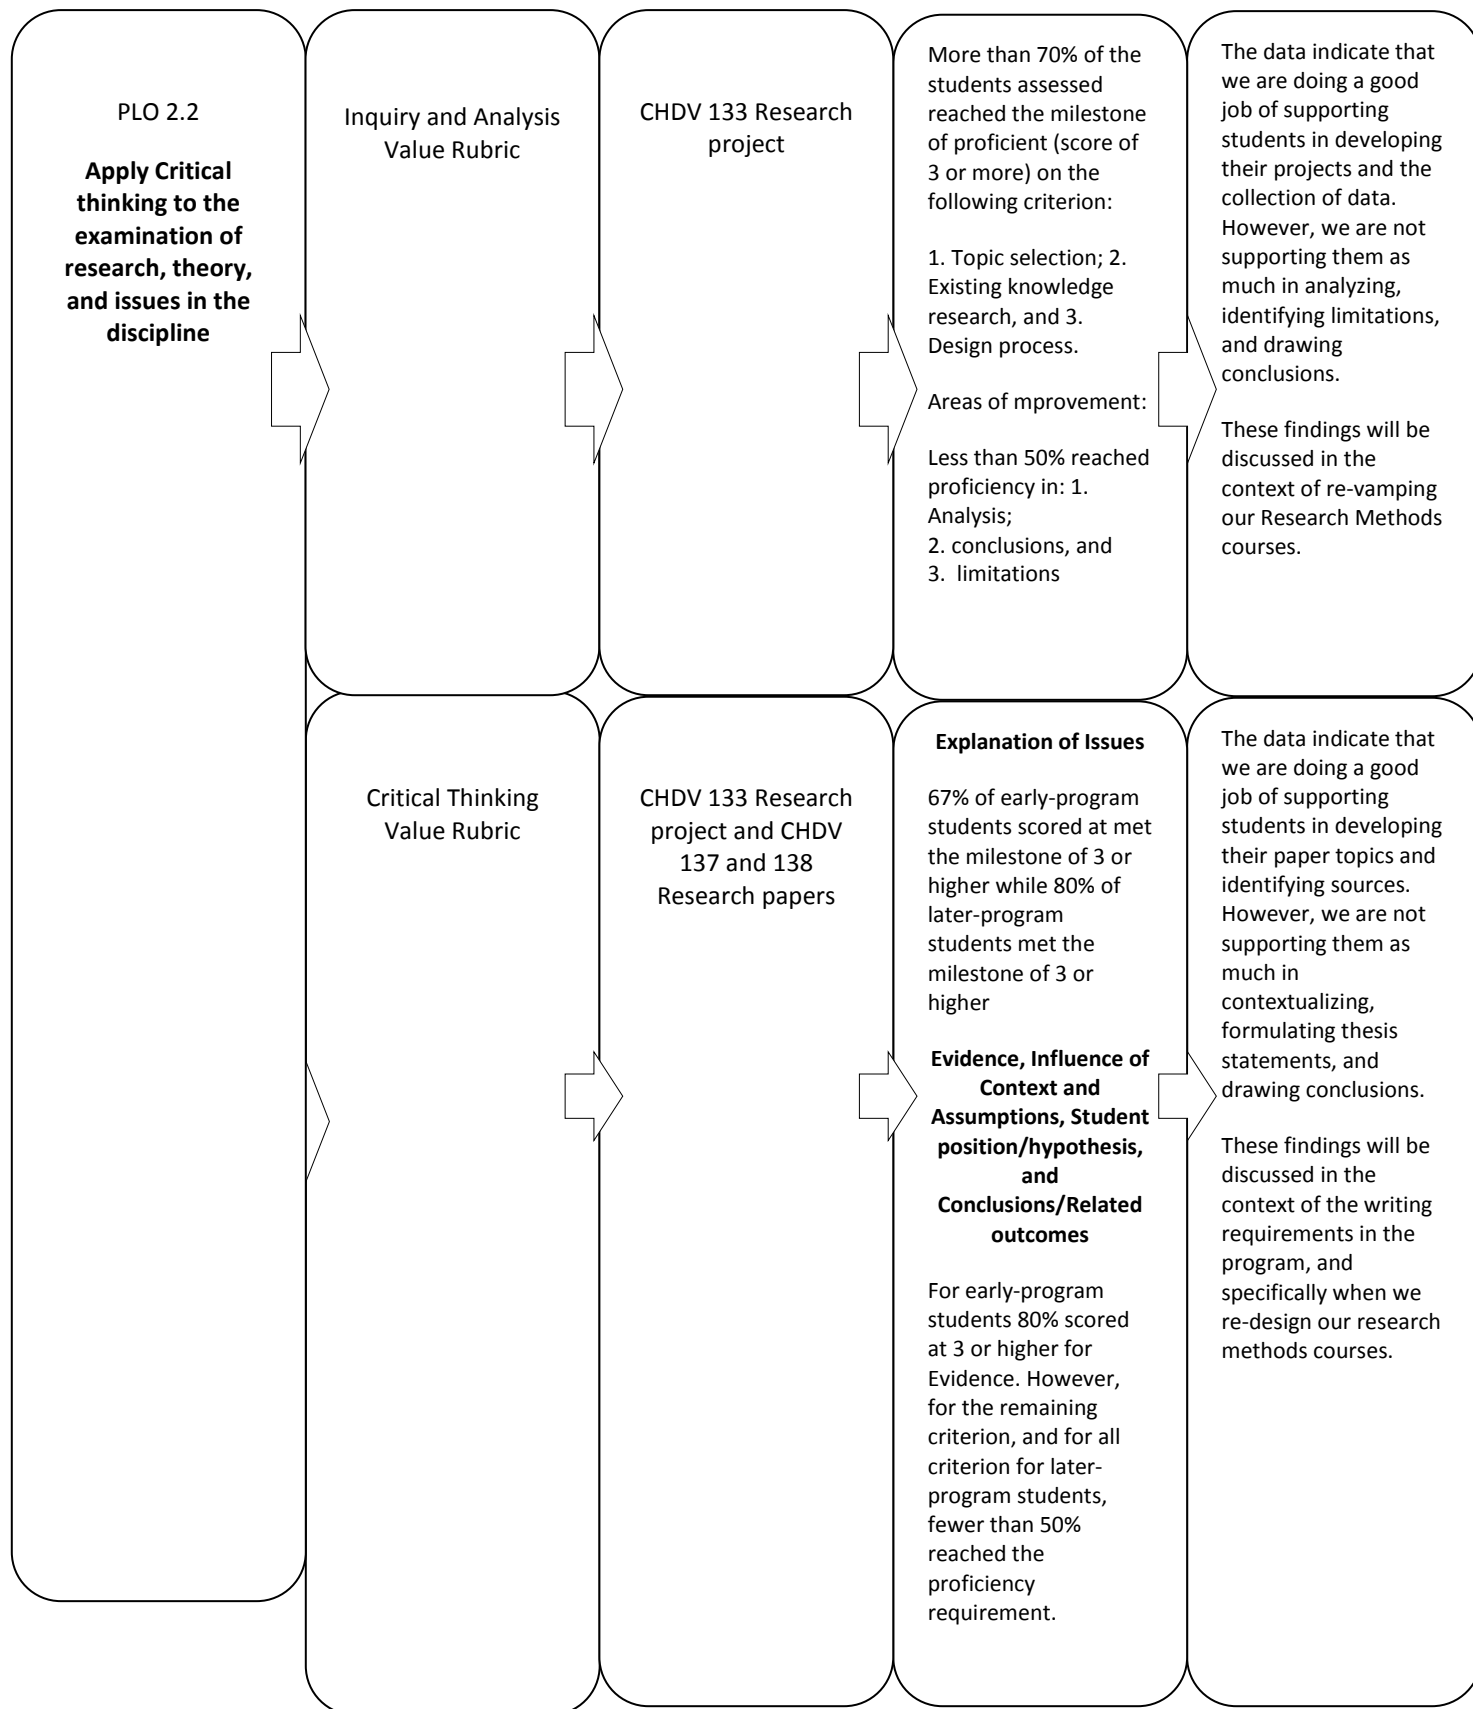 PLO 2.2
Apply Critical
thinking to the
examination of
research, theory,
and issues in the
discipline
Inquiry and Analysis
Value Rubric
CHDV 133 Research
project
More than 70% of the
students assessed
reached the milestone
of proficient (score of
3 or more) on the
following criterion:
1. Topic selection; 2.
Existing knowledge
research, and 3.
Design process.
Areas of mprovement:
Less than 50% reached
proficiency in: 1.
Analysis;
2. conclusions, and
3. limitations
The data indicate that
we are doing a good
job of supporting
students in developing
their projects and the
collection of data.
However, we are not
supporting them as
much in analyzing,
identifying limitations,
and drawing
conclusions.
These findings will be
discussed in the
context of re-vamping
our Research Methods
courses.
Critical Thinking
Value Rubric
CHDV 133 Research
project and CHDV
137 and 138
Research papers
Explanation of Issues
67% of early-program
students scored at met
the milestone of 3 or
higher while 80% of
later-program
students met the
milestone of 3 or
higher
Evidence, Influence of
Context and
Assumptions, Student
position/hypothesis,
and
Conclusions/Related
outcomes
For early-program
students 80% scored
at 3 or higher for
Evidence. However,
for the remaining
criterion, and for all
criterion for later-
program students,
fewer than 50%
reached the
proficiency
requirement.
The data indicate that
we are doing a good
job of supporting
students in developing
their paper topics and
identifying sources.
However, we are not
supporting them as
much in
contextualizing,
formulating thesis
statements, and
drawing conclusions.
These findings will be
discussed in the
context of the writing
requirements in the
program, and
specifically when we
re-design our research
methods courses.